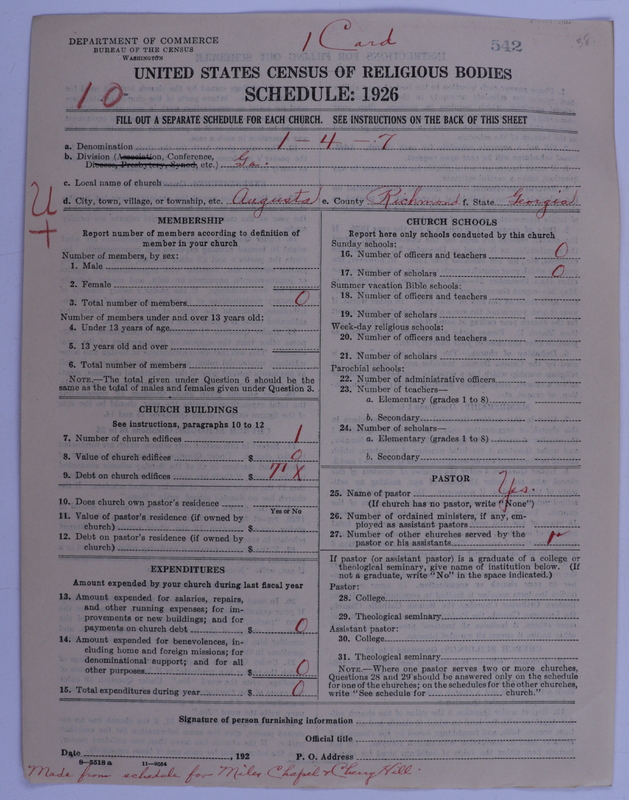 DEPARTMENT OF COMMERCE
BUREAU OF THE CENSUS
WASHINGTON
1 Card
542
10
UNITED STATES CENSUS OF RELIGIOUS BODIES
SCHEDULE: 1926
FILL OUT A SEPARATE SCHEDULE FOR EACH CHURCH. SEE INSTRUCTIONS ON THE BACK OF THIS SHEET
a. Denomination 1-4-7
b. Division (Association, Conference,
Diocese, Presbytery, Synod, etc.) Ga.
c. Local name of church
d. City, town, village, or township, etc. Augusta e. County Richmond f. State Georgia
U
+
MEMBERSHIP
Report number of members according to definition of
member in your church
Number of members, by sex:
1. Male
2. Female
3. Total number of members 0
Number of members under and over 13 years old:
4. Under 13 years of age
5. 13 years old and over
6. Total number of members
NOTE.—The total given under Question 6 should be the
same as the total of males and females given under Question 3.
CHURCH BUILDINGS
See instructions, paragraphs 10 to 12
7. Number of church edifices 1
8. Value of church edifices $ 0
9. Debt on church edifices $
10. Does church own pastor's residence
Yes or No
11. Value of pastor's residence (if owned by
church) $
12. Debt on pastor's residence (if owned by
church) $
EXPENDITURES
Amount expended by your church during last fiscal year
13. Amount expended for salaries, repairs,
and other running expenses; for im-
provements or new buildings; and for
payments on church debt $ 0
14. Amount expended for benevolences, in-
cluding home and foreign missions; for
denominational support; and for all
other purposes $ 0
15. Total expenditures during year $ 0
CHURCH SCHOOLS
Report here only schools conducted by this church
Sunday schools:
16. Number of officers and teachers 0
17. Number of scholars 0
Summer vacation Bible schools:
18. Number of officers and teachers
19. Number of scholars
Week-day religious schools:
20. Number of officers and teachers
21. Number of scholars
Parochial schools:
22. Number of administrative officers
23. Number of teachers—
a. Elementary (grades 1 to 8)
b. Secondary
24. Number of scholars—
a. Elementary (grades 1 to 8)
b. Secondary
PASTOR
25. Name of pastor Yes.
(If church has no pastor, write "None")
26. Number of ordained ministers, if any, em-
ployed as assistant pastors
27. Number of other churches served by the
pastor or his assistants
If pastor (or assistant pastor) is a graduate of a college or
theological seminary, give name of institution below. (If
not a graduate, write "No" in the space indicated.)
Pastor:
28. College
29. Theological seminary
Assistant pastor:
30. College
31. Theological seminary
NOTE.—Where one pastor serves two or more churches,
Questions 28 and 29 should be answered only on the schedule
for one of the churches; on the schedules for the other churches,
write "See schedule for church."
Signature of person furnishing information
Official title
Date , 192 P. O. Address
8-5518a 11-9054
Made from schedule for Miles Chapel & Cherry Hill.